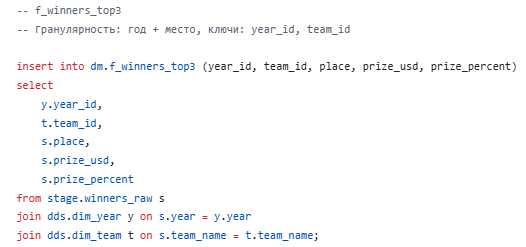 -- f_winners_top3
-- Гранулярность: год + место, ключи: year_id, team_id
insert into dm.f_winners_top3 (year_id, team_id, place, prize_usd, prize_percent)
select
    y.year_id,
    t.team_id,
    s.place,
    s.prize_usd,
    s.prize_percent
from stage.winners_raw s
join dds.dim_year y on s.year = y.year
join dds.dim_team t on s.team_name = t.team_name;